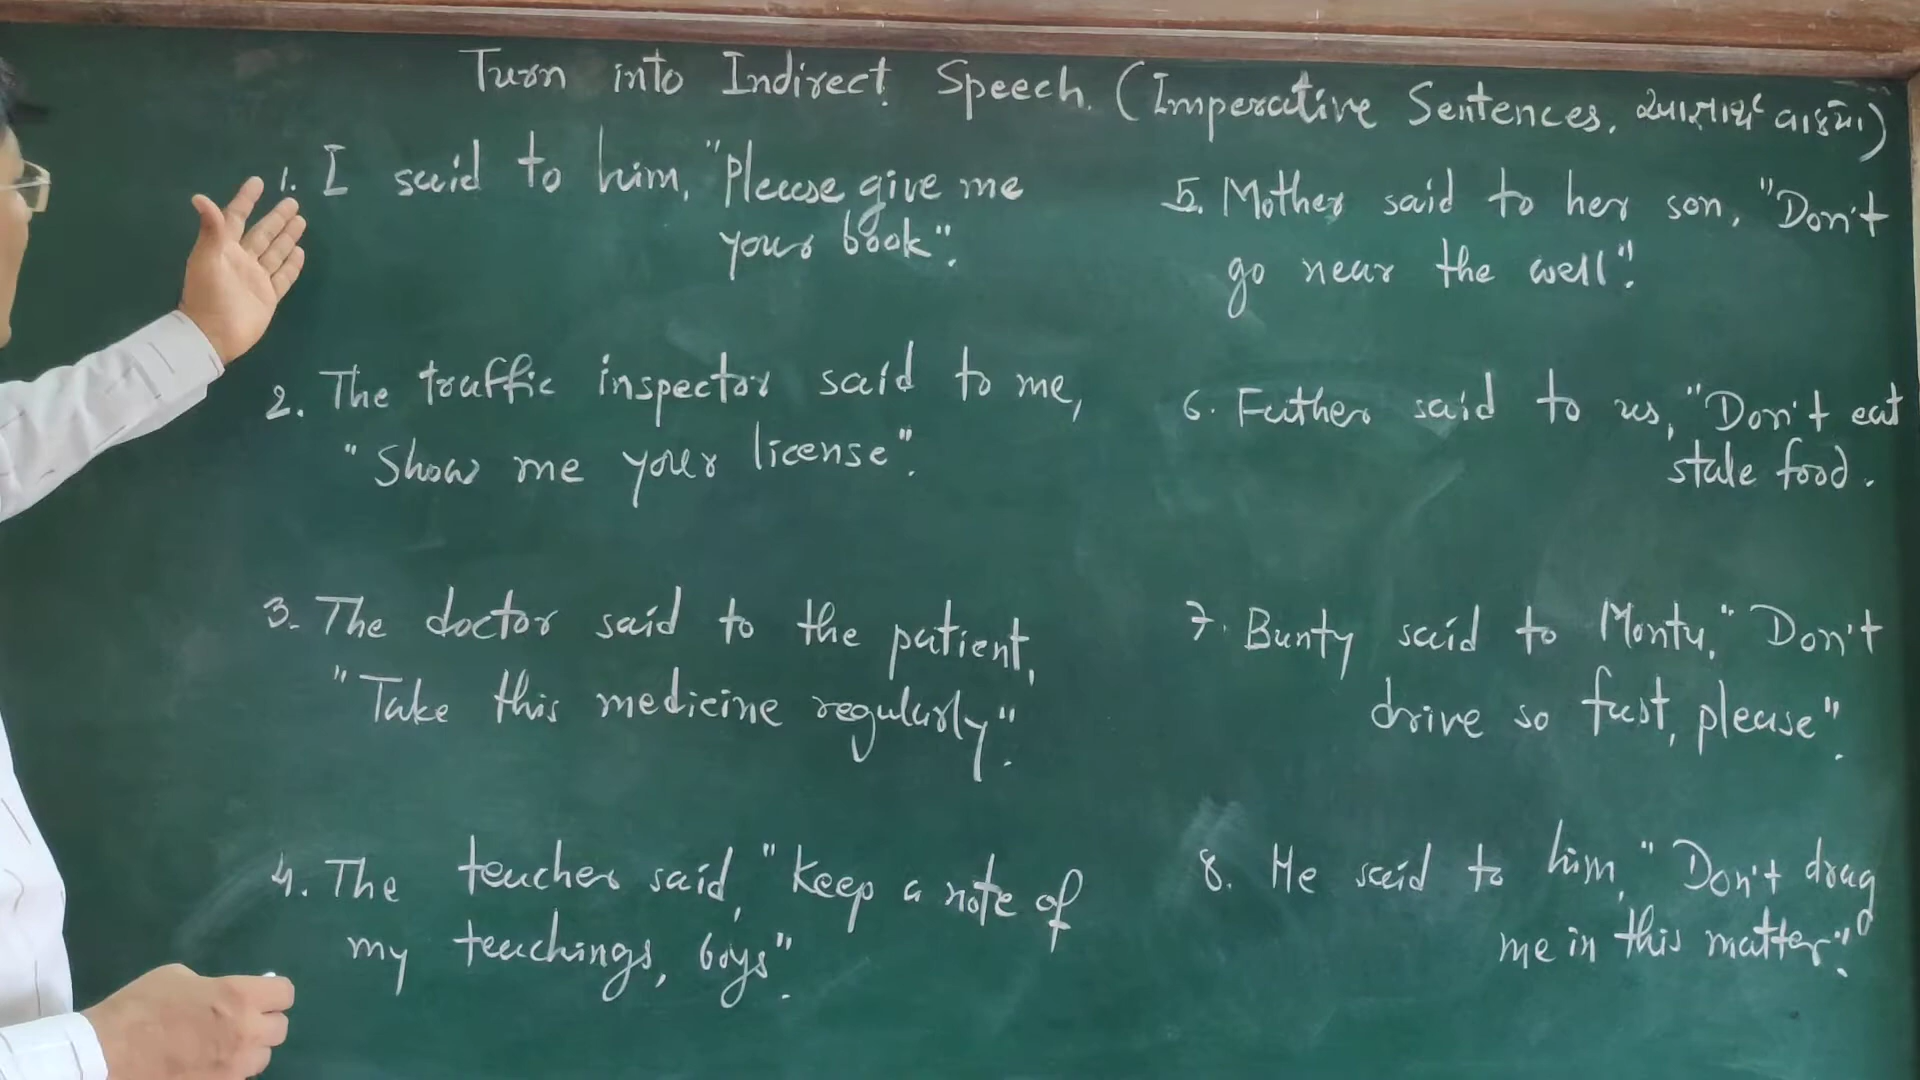 Turn into Indirect Speech. (Imperative Sentences, આજ્ઞાર્થ વાક્યો)
1. I said to him, "Please give me
your book".
2. The traffic inspector said to me,
"Show me your license".
3. The doctor said to the patient,
"Take this medicine regularly".
4. The teacher said, "Keep a note of
my teachings, boys".
5. Mother said to her son, "Don't
go near the well".
6. Father said to us, "Don't eat
stale food.
7. Bunty said to Monty, "Don't
drive so fast, please".
8. He said to him, "Don't drag
me in this matter."